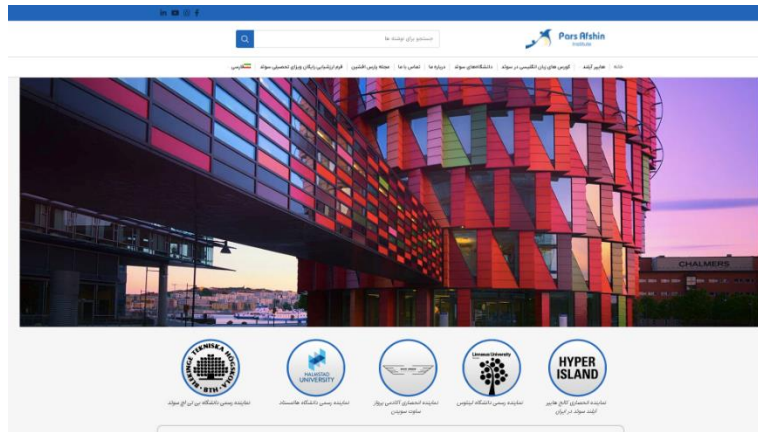 Pars Afshin
Institute
جستجو برای نوشته ها
خانه
هایپر آیلند
کورس های زبان انگلیسی در سوئد
دانشگاههای سوئد
درباره ما
تماس با ما
مجله پارس افشین
فرم ارزشیابی رایگان ویزای تحصیلی سوئد
فارسی
CHALMERS
HYPER
ISLAND
نماینده انحصاری کالج هایپر
آیلند سوئد در ایران
Linnaeus University
نماینده رسمی دانشگاه لینئوس
نماینده انحصاری آکادمی پرواز
ساوت سوییدن
HALMSTAD
UNIVERSITY
نماینده رسمی دانشگاه هالمستاد
BLEKINGE TEKNISKA HÖGSKOLA
BTH
نماینده رسمی دانشگاه بی تی اچ سوئد